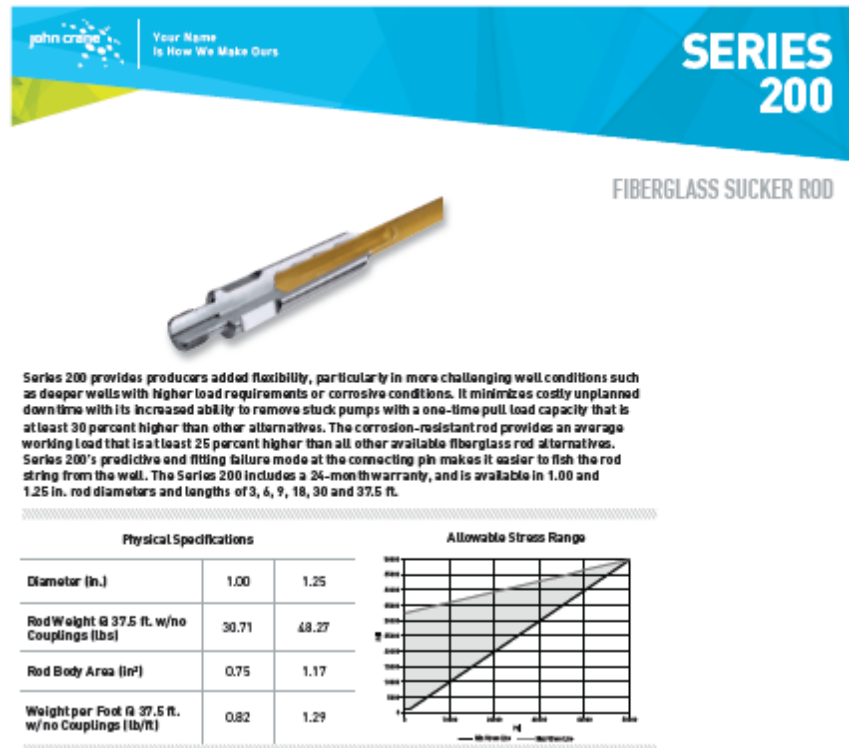 john crane
Your Name
Is How We Make Ours
SERIES
200
FIBERGLASS SUCKER ROD
Series 200 provides producers added flexibility, particularly in more challenging well conditions such
as deeper wells with higher load requirements or corrosive conditions. It minimizes costly unplanned
downtime with its increased ability to remove stuck pumps with a one-time pull load capacity that is
at least 30 percent higher than other alternatives. The corrosion-resistant rod provides an average
working load that is at least 25 percent higher than all other available fiberglass rod alternatives.
Series 200's predictive end fitting failure mode at the connecting pin makes it easier to fish the rod
string from the well. The Series 200 includes a 24-month warranty, and is available in 1.00 and
1.25 in. rod diameters and lengths of 3, 6, 9, 18, 30 and 37.5 ft.
Physical Specifications
Diameter (in.) 1.00 1.25
Rod Weight @ 37.5 ft. w/no
Couplings (lbs) 30.71 48.27
Rod Body Area (in²) 0.75 1.17
Weight per Foot @ 37.5 ft.
w/no Couplings (lb/ft) 0.82 1.29
Allowable Stress Range